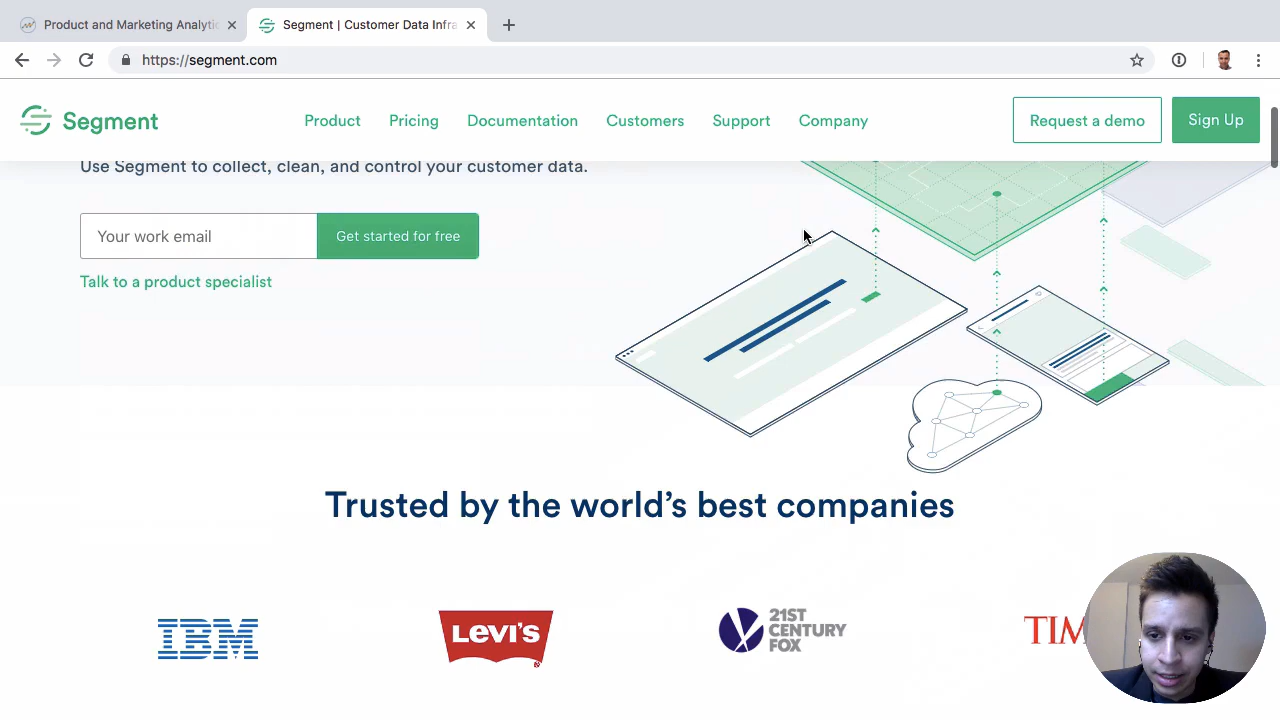 Product and Marketing Analytic
Segment | Customer Data Infra
https://segment.com
Segment
Product
Pricing
Documentation
Customers
Support
Company
Request a demo
Sign Up
Use Segment to collect, clean, and control your customer data.
Your work email
Get started for free
Talk to a product specialist
Trusted by the world's best companies
IBM
Levi's
21ST
CENTURY
FOX
TIM